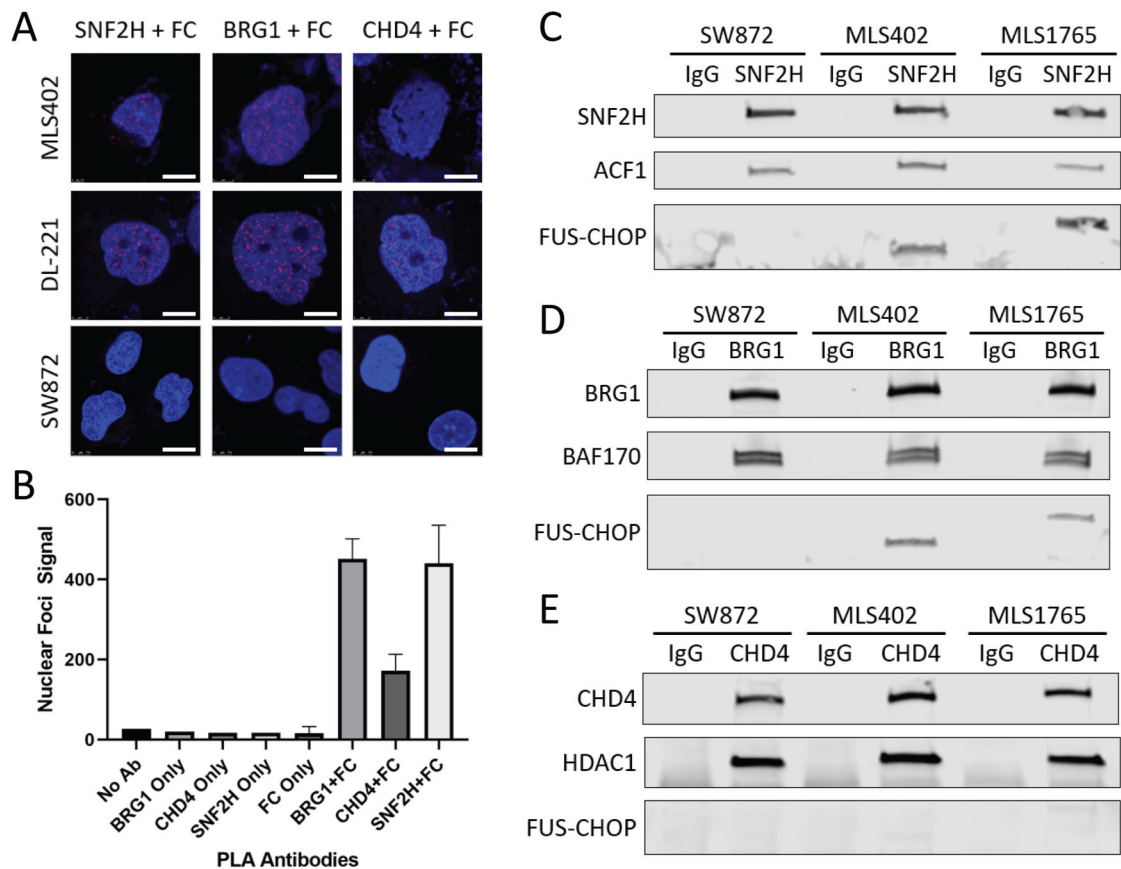 A
SNF2H + FC BRG1 + FC CHD4 + FC
MLS402
DL-221
SW872
B
Nuclear Foci Signal
600
400
200
0
No Ab
BRG1 Only
CHD4 Only
SNF2H Only
FC Only
BRG1+FC
CHD4+FC
SNF2H+FC
PLA Antibodies
C
SW872 MLS402 MLS1765
IgG SNF2H IgG SNF2H IgG SNF2H
SNF2H
ACF1
FUS-CHOP
D
SW872 MLS402 MLS1765
IgG BRG1 IgG BRG1 IgG BRG1
BRG1
BAF170
FUS-CHOP
E
SW872 MLS402 MLS1765
IgG CHD4 IgG CHD4 IgG CHD4
CHD4
HDAC1
FUS-CHOP